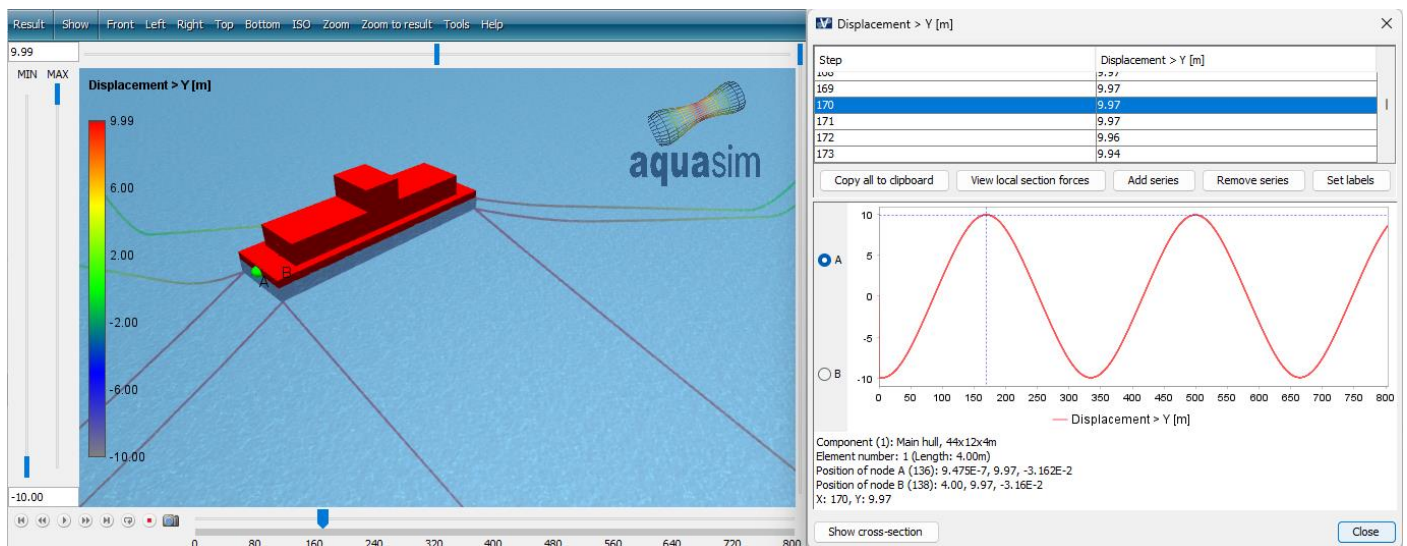 Result Show Front Left Right Top Bottom ISO Zoom Zoom to result Tools Help
9.99
MIN MAX
Displacement > Y [m]
9.99
6.00
2.00
-2.00
-6.00
-10.00
aquasim
A
B
-10.00
0 80 160 240 320 400 480 560 640 720 800
Displacement > Y [m]
Step Displacement > Y [m]
168 9.97
169 9.97
170 9.97
171 9.97
172 9.96
173 9.94
Copy all to clipboard View local section forces Add series Remove series Set labels
A
B
10
5
0
-5
-10
0 50 100 150 200 250 300 350 400 450 500 550 600 650 700 750 800
Displacement > Y [m]
Component (1): Main hull, 44x12x4m
Element number: 1 (Length: 4.00m)
Position of node A (136): 9.475E-7, 9.97, -3.162E-2
Position of node B (138): 4.00, 9.97, -3.16E-2
X: 170, Y: 9.97
Show cross-section Close